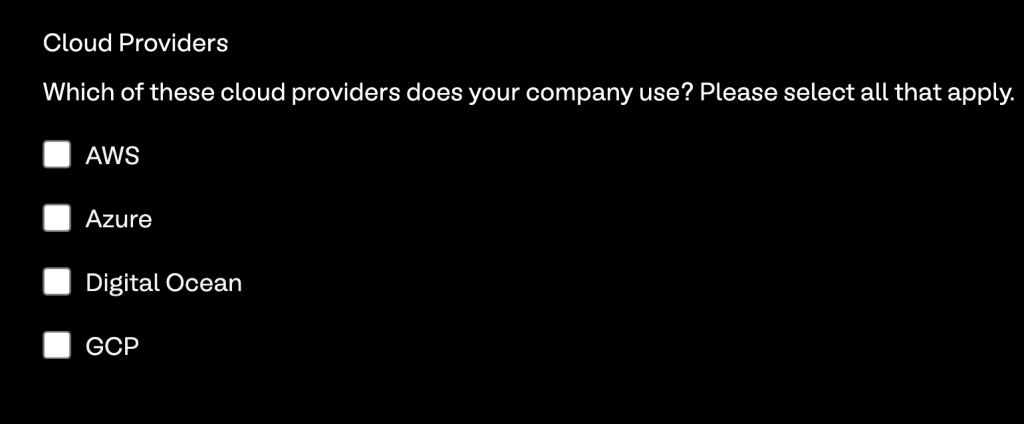 Cloud Providers
Which of these cloud providers does your company use? Please select all that apply.
AWS
Azure
Digital Ocean
GCP